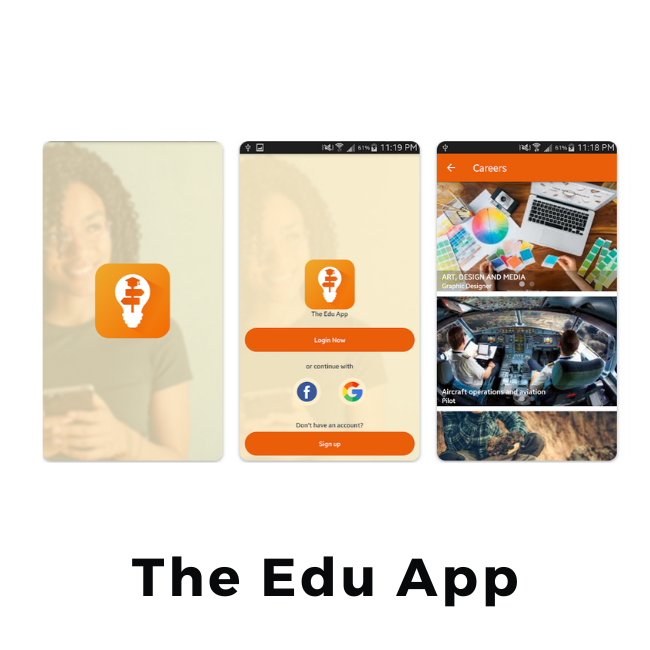 61% 11:19 PM
The Edu App
Login Now
or continue with
Don't have an account?
Sign up
61% 11:18 PM
Careers
ART, DESIGN AND MEDIA
Graphic Designer
Aircraft operations and aviation
Pilot
The Edu App